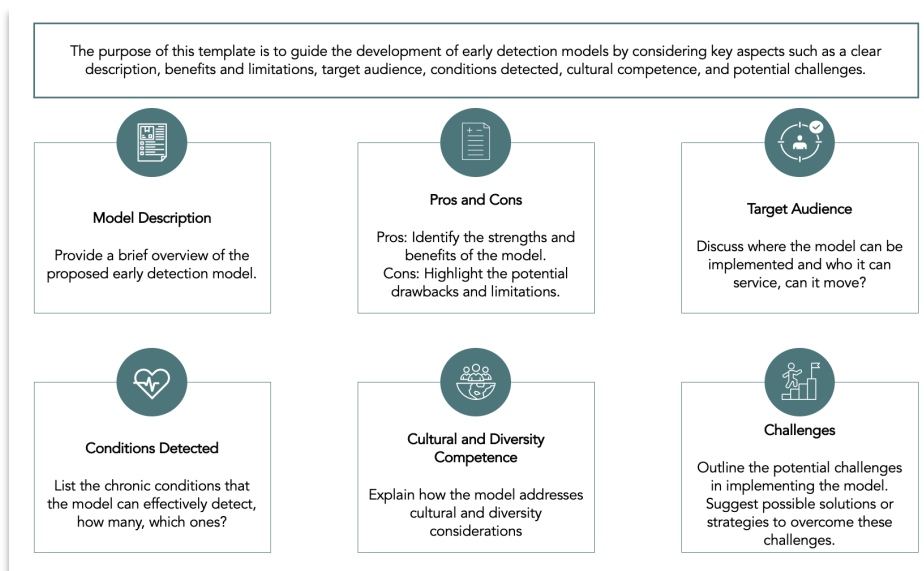 The purpose of this template is to guide the development of early detection models by considering key aspects such as a clear
description, benefits and limitations, target audience, conditions detected, cultural competence, and potential challenges.
Model Description
Provide a brief overview of the
proposed early detection model.
Pros and Cons
Pros: Identify the strengths and
benefits of the model.
Cons: Highlight the potential
drawbacks and limitations.
Target Audience
Discuss where the model can be
implemented and who it can
service, can it move?
Conditions Detected
List the chronic conditions that
the model can effectively detect,
how many, which ones?
Cultural and Diversity
Competence
Explain how the model addresses
cultural and diversity
considerations
Challenges
Outline the potential challenges
in implementing the model.
Suggest possible solutions or
strategies to overcome these
challenges.